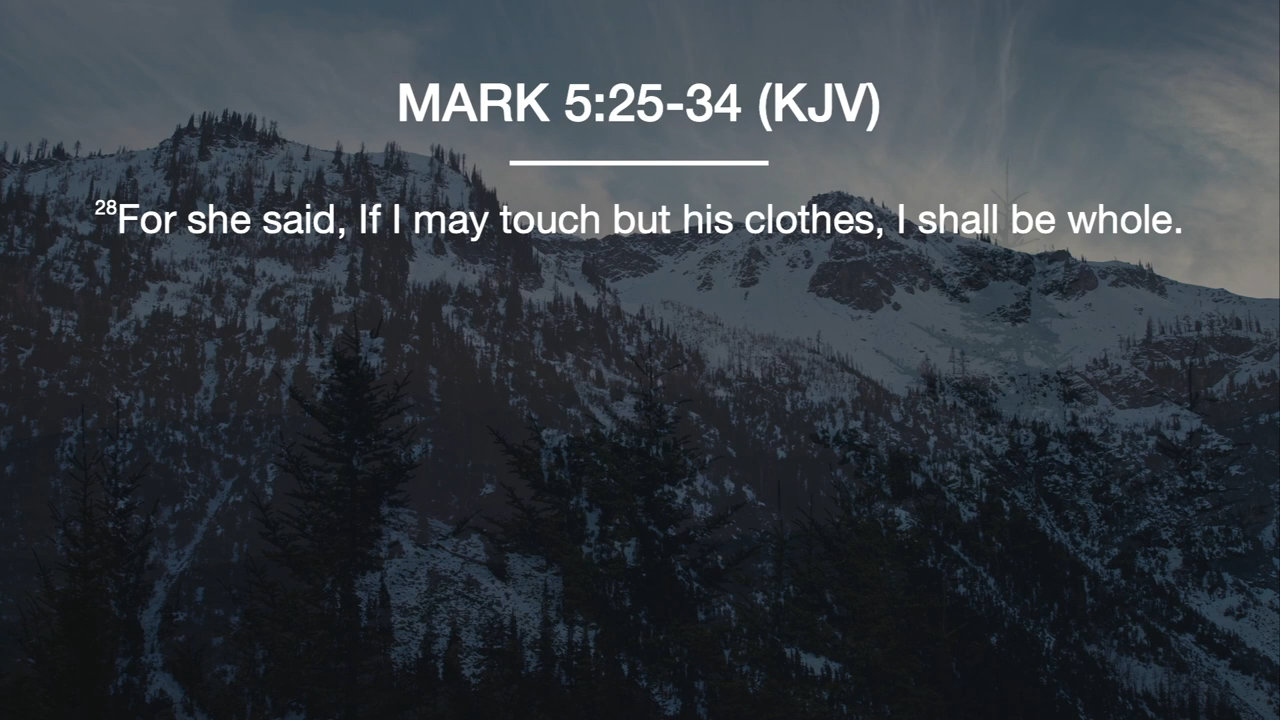 MARK 5:25-34 (KJV)
28For she said, If I may touch but his clothes, I shall be whole.